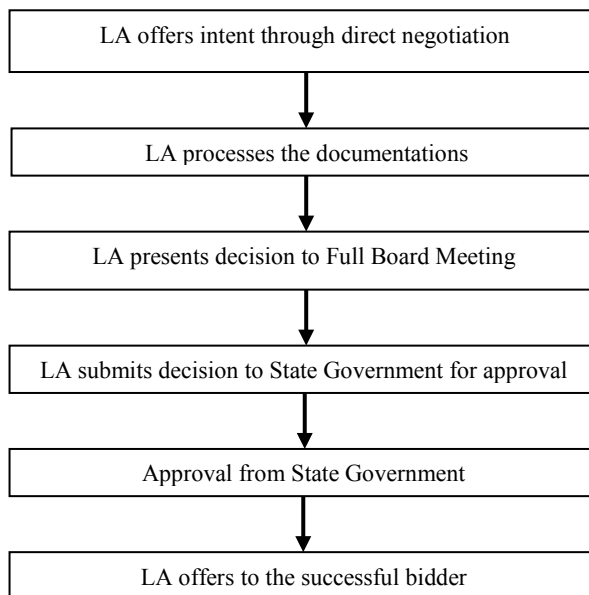 LA offers intent through direct negotiation
LA processes the documentations
LA presents decision to Full Board Meeting
LA submits decision to State Government for approval
Approval from State Government
LA offers to the successful bidder